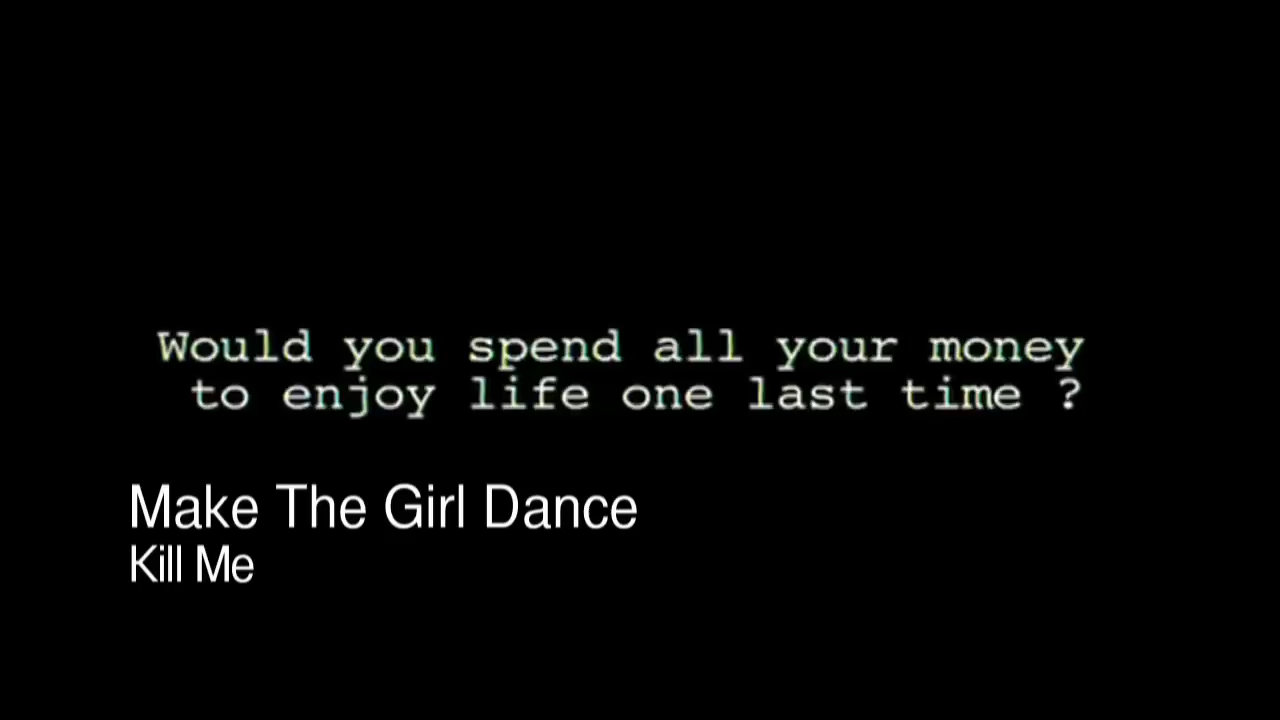 Would you spend all your money
to enjoy life one last time ?
Make The Girl Dance
Kill Me